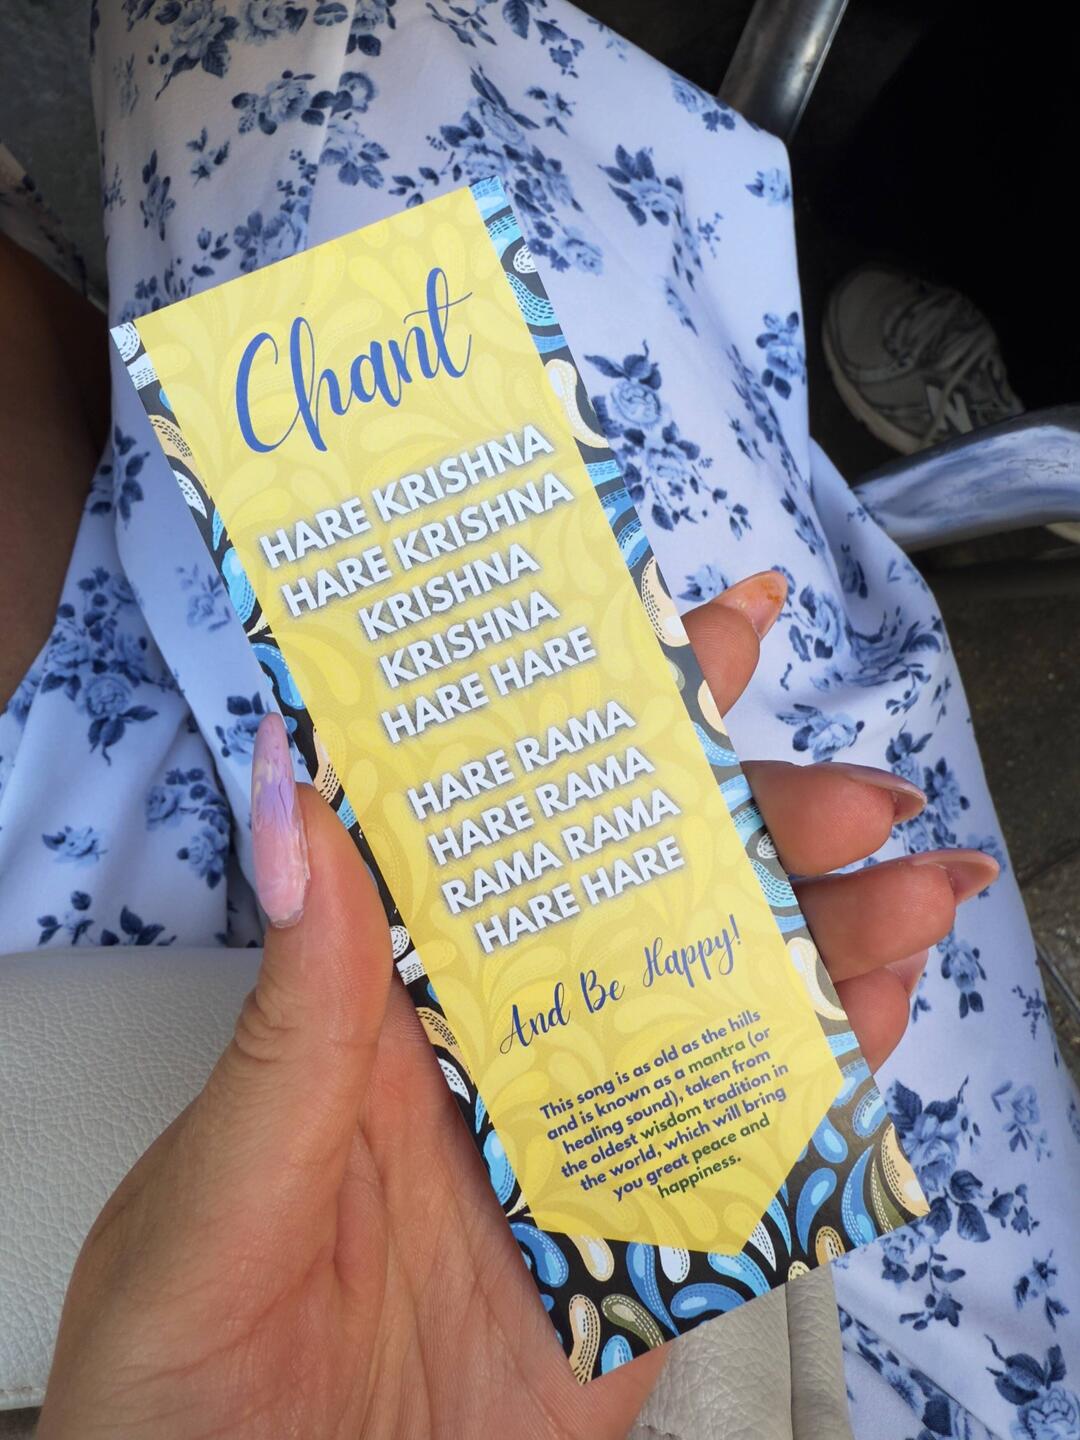 Chant
HARE KRISHNA
HARE KRISHNA
KRISHNA
KRISHNA
HARE HARE
HARE RAMA
HARE RAMA
RAMA RAMA
HARE HARE
And Be Happy!
This song is as old as the hills
and is known as a mantra (or
healing sound), taken from
the oldest wisdom tradition in
the world, which will bring
you great peace and
happiness.